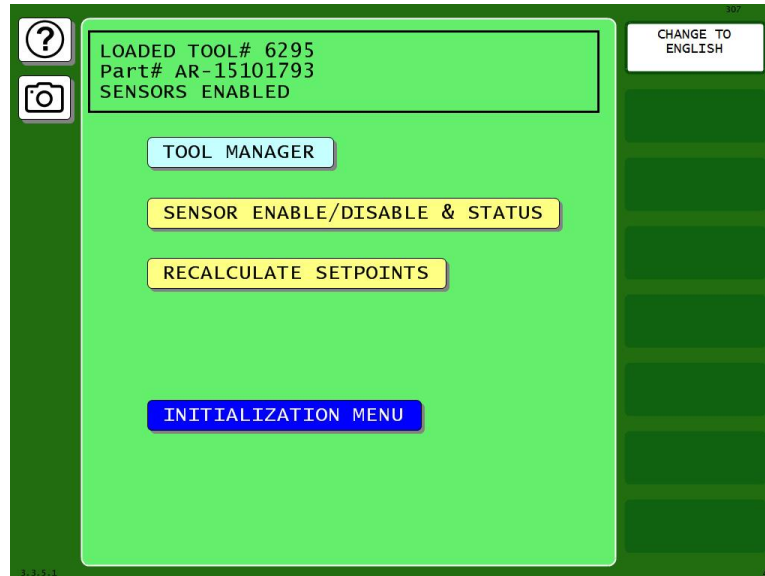 307
?
LOADED TOOL# 6295
Part# AR-15101793
SENSORS ENABLED
CHANGE TO
ENGLISH
TOOL MANAGER
SENSOR ENABLE/DISABLE & STATUS
RECALCULATE SETPOINTS
INITIALIZATION MENU
3.3.5.1